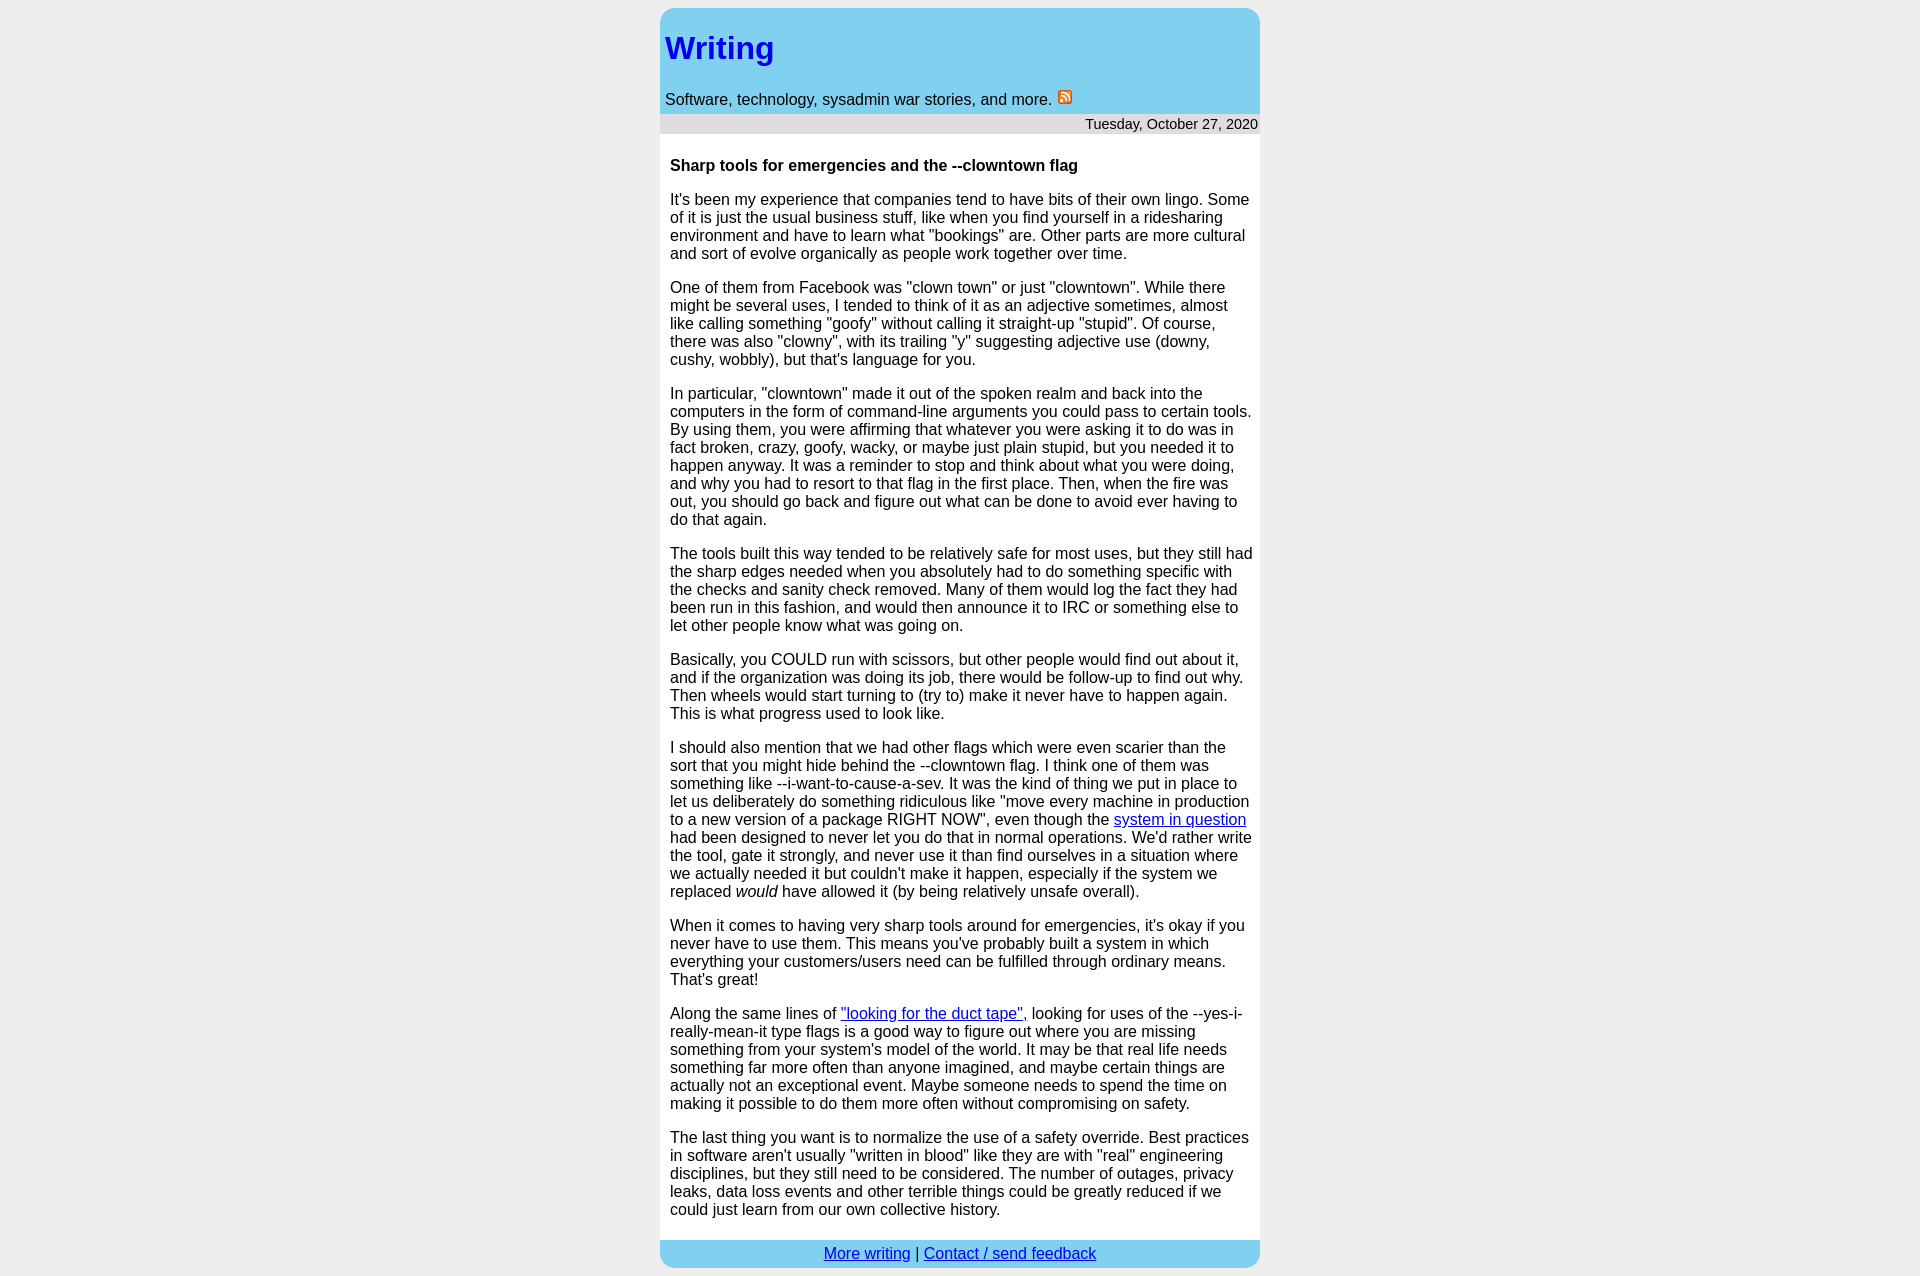 Writing
Software, technology, sysadmin war stories, and more.
Tuesday, October 27, 2020
Sharp tools for emergencies and the --clowntown flag
It's been my experience that companies tend to have bits of their own lingo. Some
of it is just the usual business stuff, like when you find yourself in a ridesharing
environment and have to learn what "bookings" are. Other parts are more cultural
and sort of evolve organically as people work together over time.
One of them from Facebook was "clown town" or just "clowntown". While there
might be several uses, I tended to think of it as an adjective sometimes, almost
like calling something "goofy" without calling it straight-up "stupid". Of course,
there was also "clowny", with its trailing "y" suggesting adjective use (downy,
cushy, wobbly), but that's language for you.
In particular, "clowntown" made it out of the spoken realm and back into the
computers in the form of command-line arguments you could pass to certain tools.
By using them, you were affirming that whatever you were asking it to do was in
fact broken, crazy, goofy, wacky, or maybe just plain stupid, but you needed it to
happen anyway. It was a reminder to stop and think about what you were doing,
and why you had to resort to that flag in the first place. Then, when the fire was
out, you should go back and figure out what can be done to avoid ever having to
do that again.
The tools built this way tended to be relatively safe for most uses, but they still had
the sharp edges needed when you absolutely had to do something specific with
the checks and sanity check removed. Many of them would log the fact they had
been run in this fashion, and would then announce it to IRC or something else to
let other people know what was going on.
Basically, you COULD run with scissors, but other people would find out about it,
and if the organization was doing its job, there would be follow-up to find out why.
Then wheels would start turning to (try to) make it never have to happen again.
This is what progress used to look like.
I should also mention that we had other flags which were even scarier than the
sort that you might hide behind the --clowntown flag. I think one of them was
something like --i-want-to-cause-a-sev. It was the kind of thing we put in place to
let us deliberately do something ridiculous like "move every machine in production
to a new version of a package RIGHT NOW", even though the system in question
had been designed to never let you do that in normal operations. We'd rather write
the tool, gate it strongly, and never use it than find ourselves in a situation where
we actually needed it but couldn't make it happen, especially if the system we
replaced would have allowed it (by being relatively unsafe overall).
When it comes to having very sharp tools around for emergencies, it's okay if you
never have to use them. This means you've probably built a system in which
everything your customers/users need can be fulfilled through ordinary means.
That's great!
Along the same lines of "looking for the duct tape", looking for uses of the --yes-i-
really-mean-it type flags is a good way to figure out where you are missing
something from your system's model of the world. It may be that real life needs
something far more often than anyone imagined, and maybe certain things are
actually not an exceptional event. Maybe someone needs to spend the time on
making it possible to do them more often without compromising on safety.
The last thing you want is to normalize the use of a safety override. Best practices
in software aren't usually "written in blood" like they are with "real" engineering
disciplines, but they still need to be considered. The number of outages, privacy
leaks, data loss events and other terrible things could be greatly reduced if we
could just learn from our own collective history.
More writing | Contact / send feedback